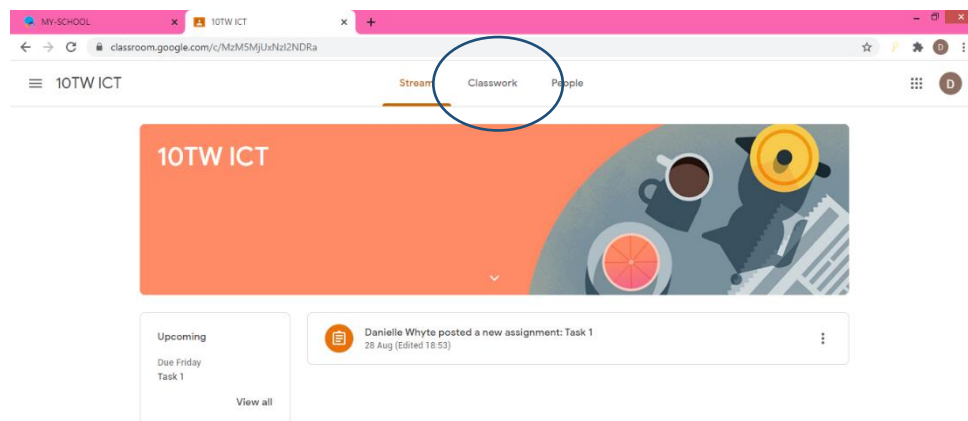 MY-SCHOOL
10TW ICT
classroom.google.com/c/MzM5MjUxNzI2NDRa
10TW ICT
Stream Classwork People
D
D
10TW ICT
Upcoming
Due Friday
Task 1
View all
Danielle Whyte posted a new assignment: Task 1
28 Aug (Edited 18:53)